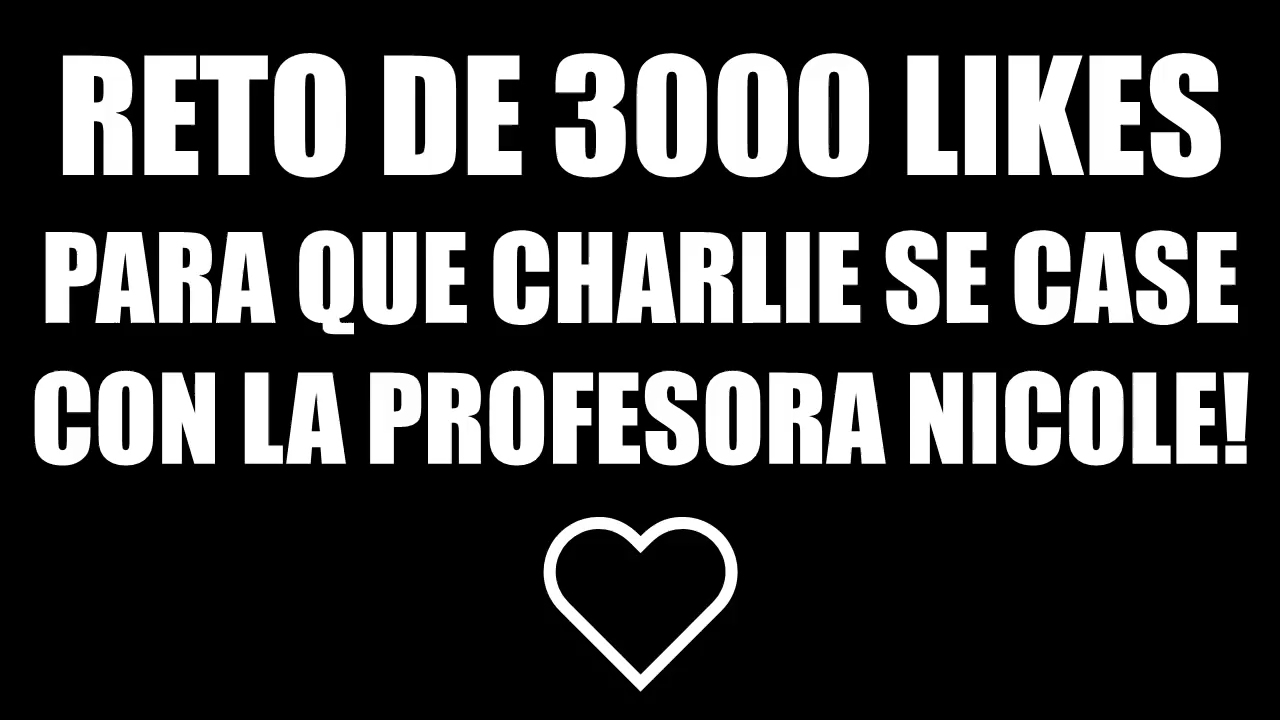 RETO DE 3000 LIKES
PARA QUE CHARLIE SE CASE
CON LA PROFESORA NICOLE!